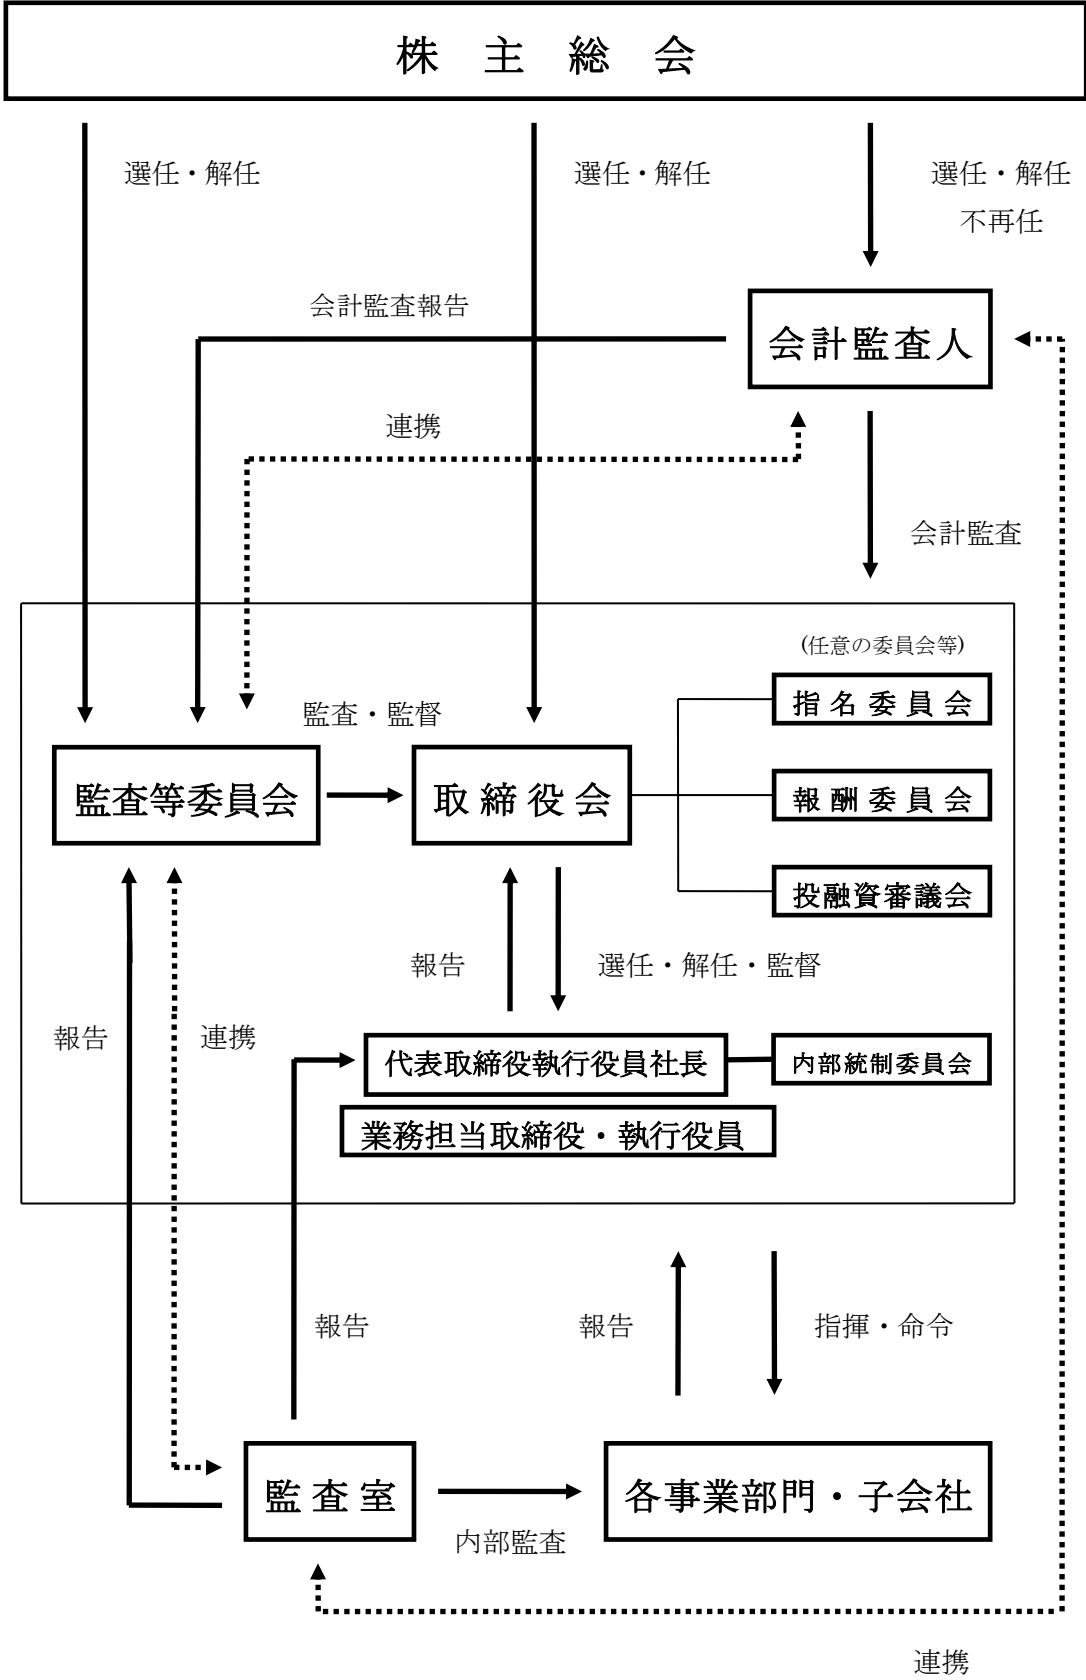 株 主 総 会
選任・解任
選任・解任
選任・解任
不再任
会計監査報告
会計監査人
連携
会計監査
(任意の委員会等)
指名委員会
監査・監督
監査等委員会
取締役会
報酬委員会
投融資審議会
報告
選任・解任・監督
報告
連携
代表取締役執行役員社長
内部統制委員会
業務担当取締役・執行役員
報告
報告
指揮・命令
監査室
各事業部門・子会社
内部監査
連携